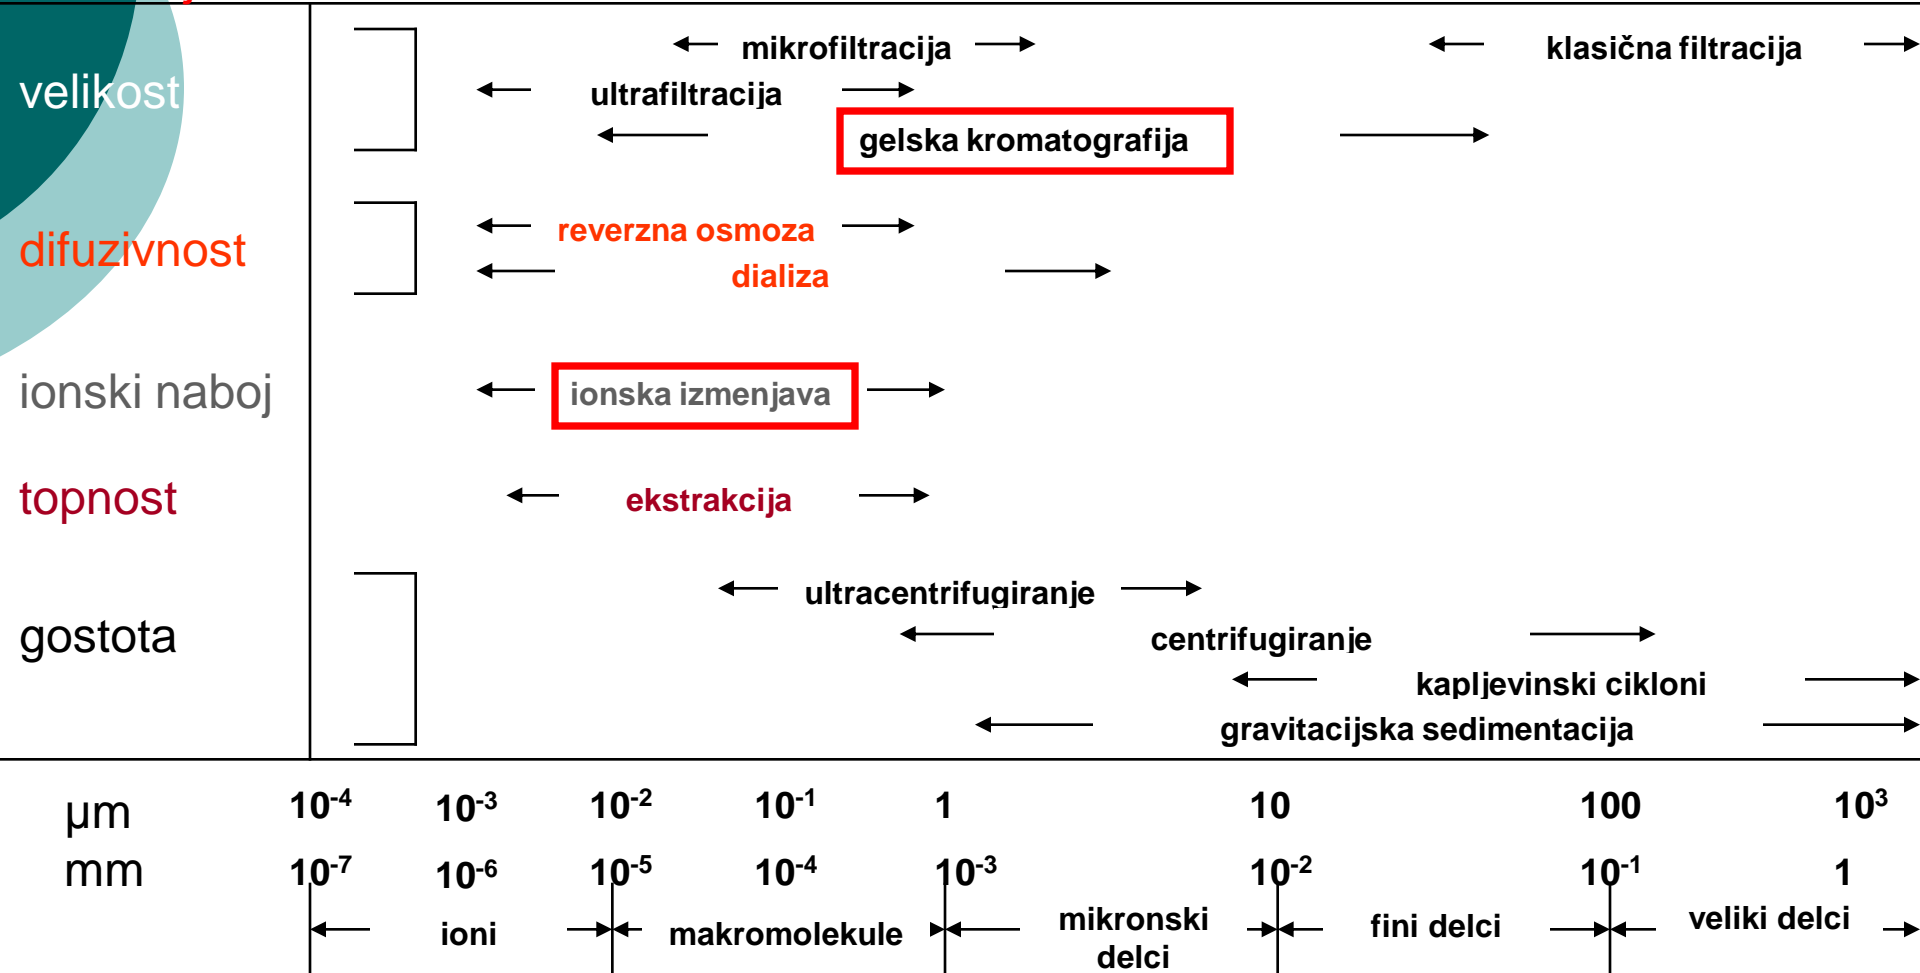 mikrofiltracija klasična filtracija
velikost ultrafiltracija
gelska kromatografija
difuzivnost reverzna osmoza
dializa
ionski naboj ionska izmenjava
topnost ekstrakcija
ultracentrifugiranje
gostota centrifugiranje
kapljevinski cikloni
gravitacijska sedimentacija
µm 10⁻⁴ 10⁻³ 10⁻² 10⁻¹ 1 10 100 10³
mm 10⁻⁷ 10⁻⁶ 10⁻⁵ 10⁻⁴ 10⁻³ 10⁻² 10⁻¹ 1
ioni makromolekule mikronski delci fini delci veliki delci